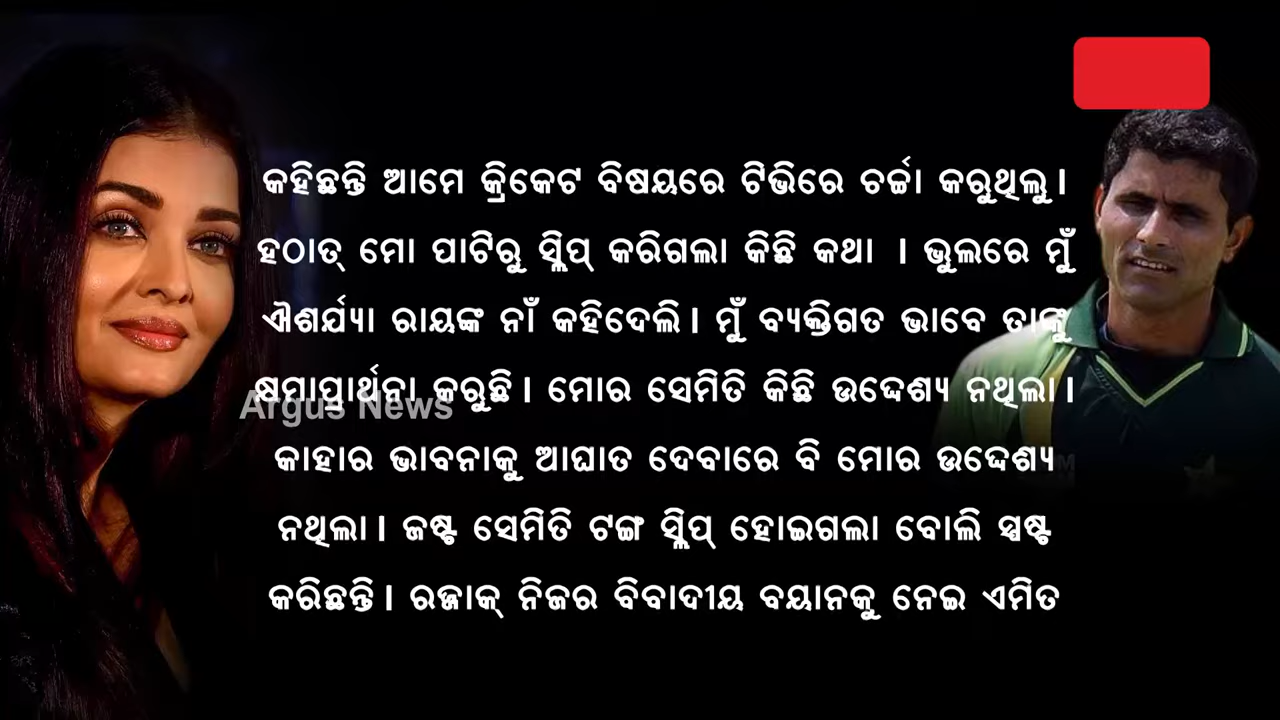 କହିଛନ୍ତି ଆମେ କ୍ରିକେଟ ବିଷୟରେ ଟିଭିରେ ଚର୍ଚ୍ଚା କରୁଥିଲୁ।
ହଠାତ୍ ମୋ ପାଟିରୁ ସ୍ଲିପ୍ କରିଗଲା କିଛି କଥା । ଭୁଲରେ ମୁଁ
ଐଶର୍ଯ୍ୟା ରାୟଙ୍କ ନାଁ କହିଦେଲି। ମୁଁ ବ୍ୟକ୍ତିଗତ ଭାବେ ତାଙ୍କୁ
କ୍ଷମାପ୍ରାର୍ଥନା କରୁଛି। ମୋର ସେମିତି କିଛି ଉଦ୍ଦେଶ୍ୟ ନଥିଲା।
Argus News
କାହାର ଭାବନାକୁ ଆଘାତ ଦେବାରେ ବି ମୋର ଉଦ୍ଦେଶ୍ୟ
ନଥିଲା। ଜଷ୍ଟ ସେମିତି ଟଙ୍ଗ ସ୍ଲିପ୍ ହୋଇଗଲା ବୋଲି ସ୍ପଷ୍ଟ
କରିଛନ୍ତି। ରଜ୍ଜାକ୍ ନିଜର ବିବାଦୀୟ ବୟାନକୁ ନେଇ ଏମିତ